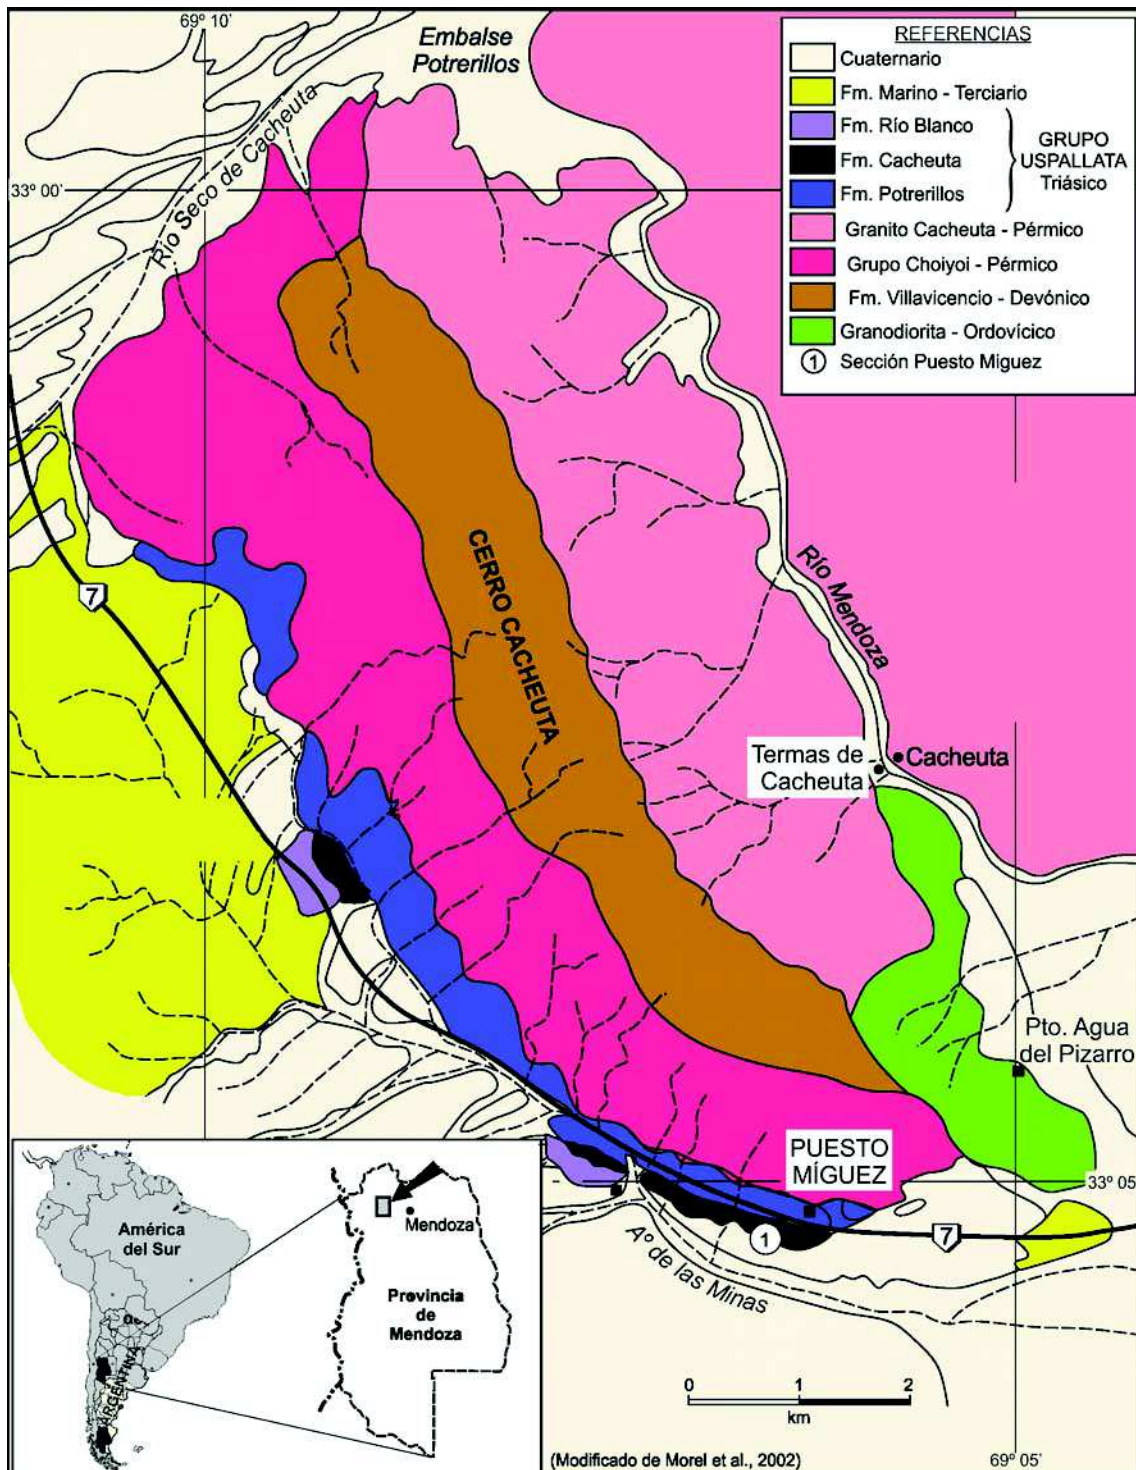 69º 10'
Embalse
Potrerillos
REFERENCIAS
Cuaternario
Fm. Marino - Terciario
Fm. Río Blanco
Fm. Cacheuta
Fm. Potrerillos
GRUPO
USPALLATA
Triásico
Granito Cacheuta - Pérmico
Grupo Choiyoi - Pérmico
Fm. Villavicencio - Devónico
Granodiorita - Ordovícico
1 Sección Puesto Miguez
33º 00'
Río Seco de Cacheuta
7
CERRO CACHEUTA
Río Mendoza
Termas de
Cacheuta
Cacheuta
Pto. Agua
del Pizarro
PUESTO
MÍGUEZ
33º 05'
7
1
Aº de las Minas
América
del Sur
ARGENTINA
Mendoza
Provincia
de
Mendoza
0 1 2
km
(Modificado de Morel et al., 2002)
69º 05'